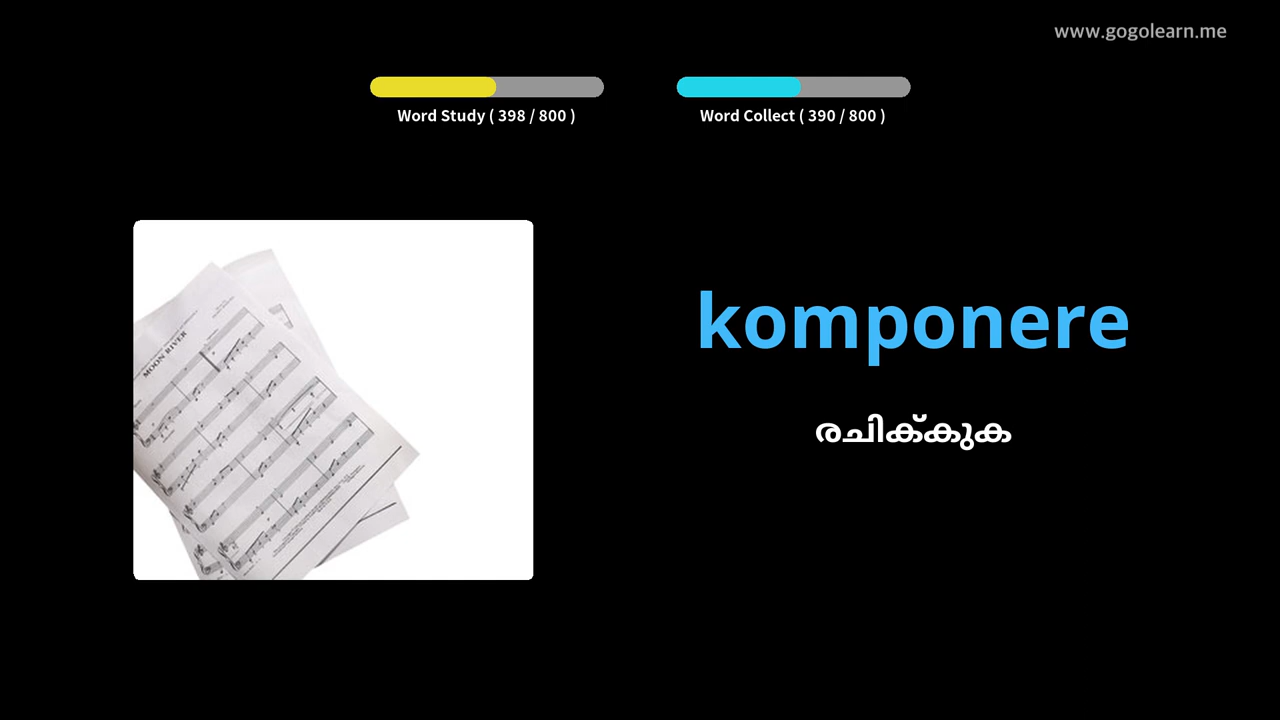 www.gogolearn.me
Word Study ( 398 / 800 )
Word Collect ( 390 / 800 )
MOON RIVER
komponere
രചിക്കുക